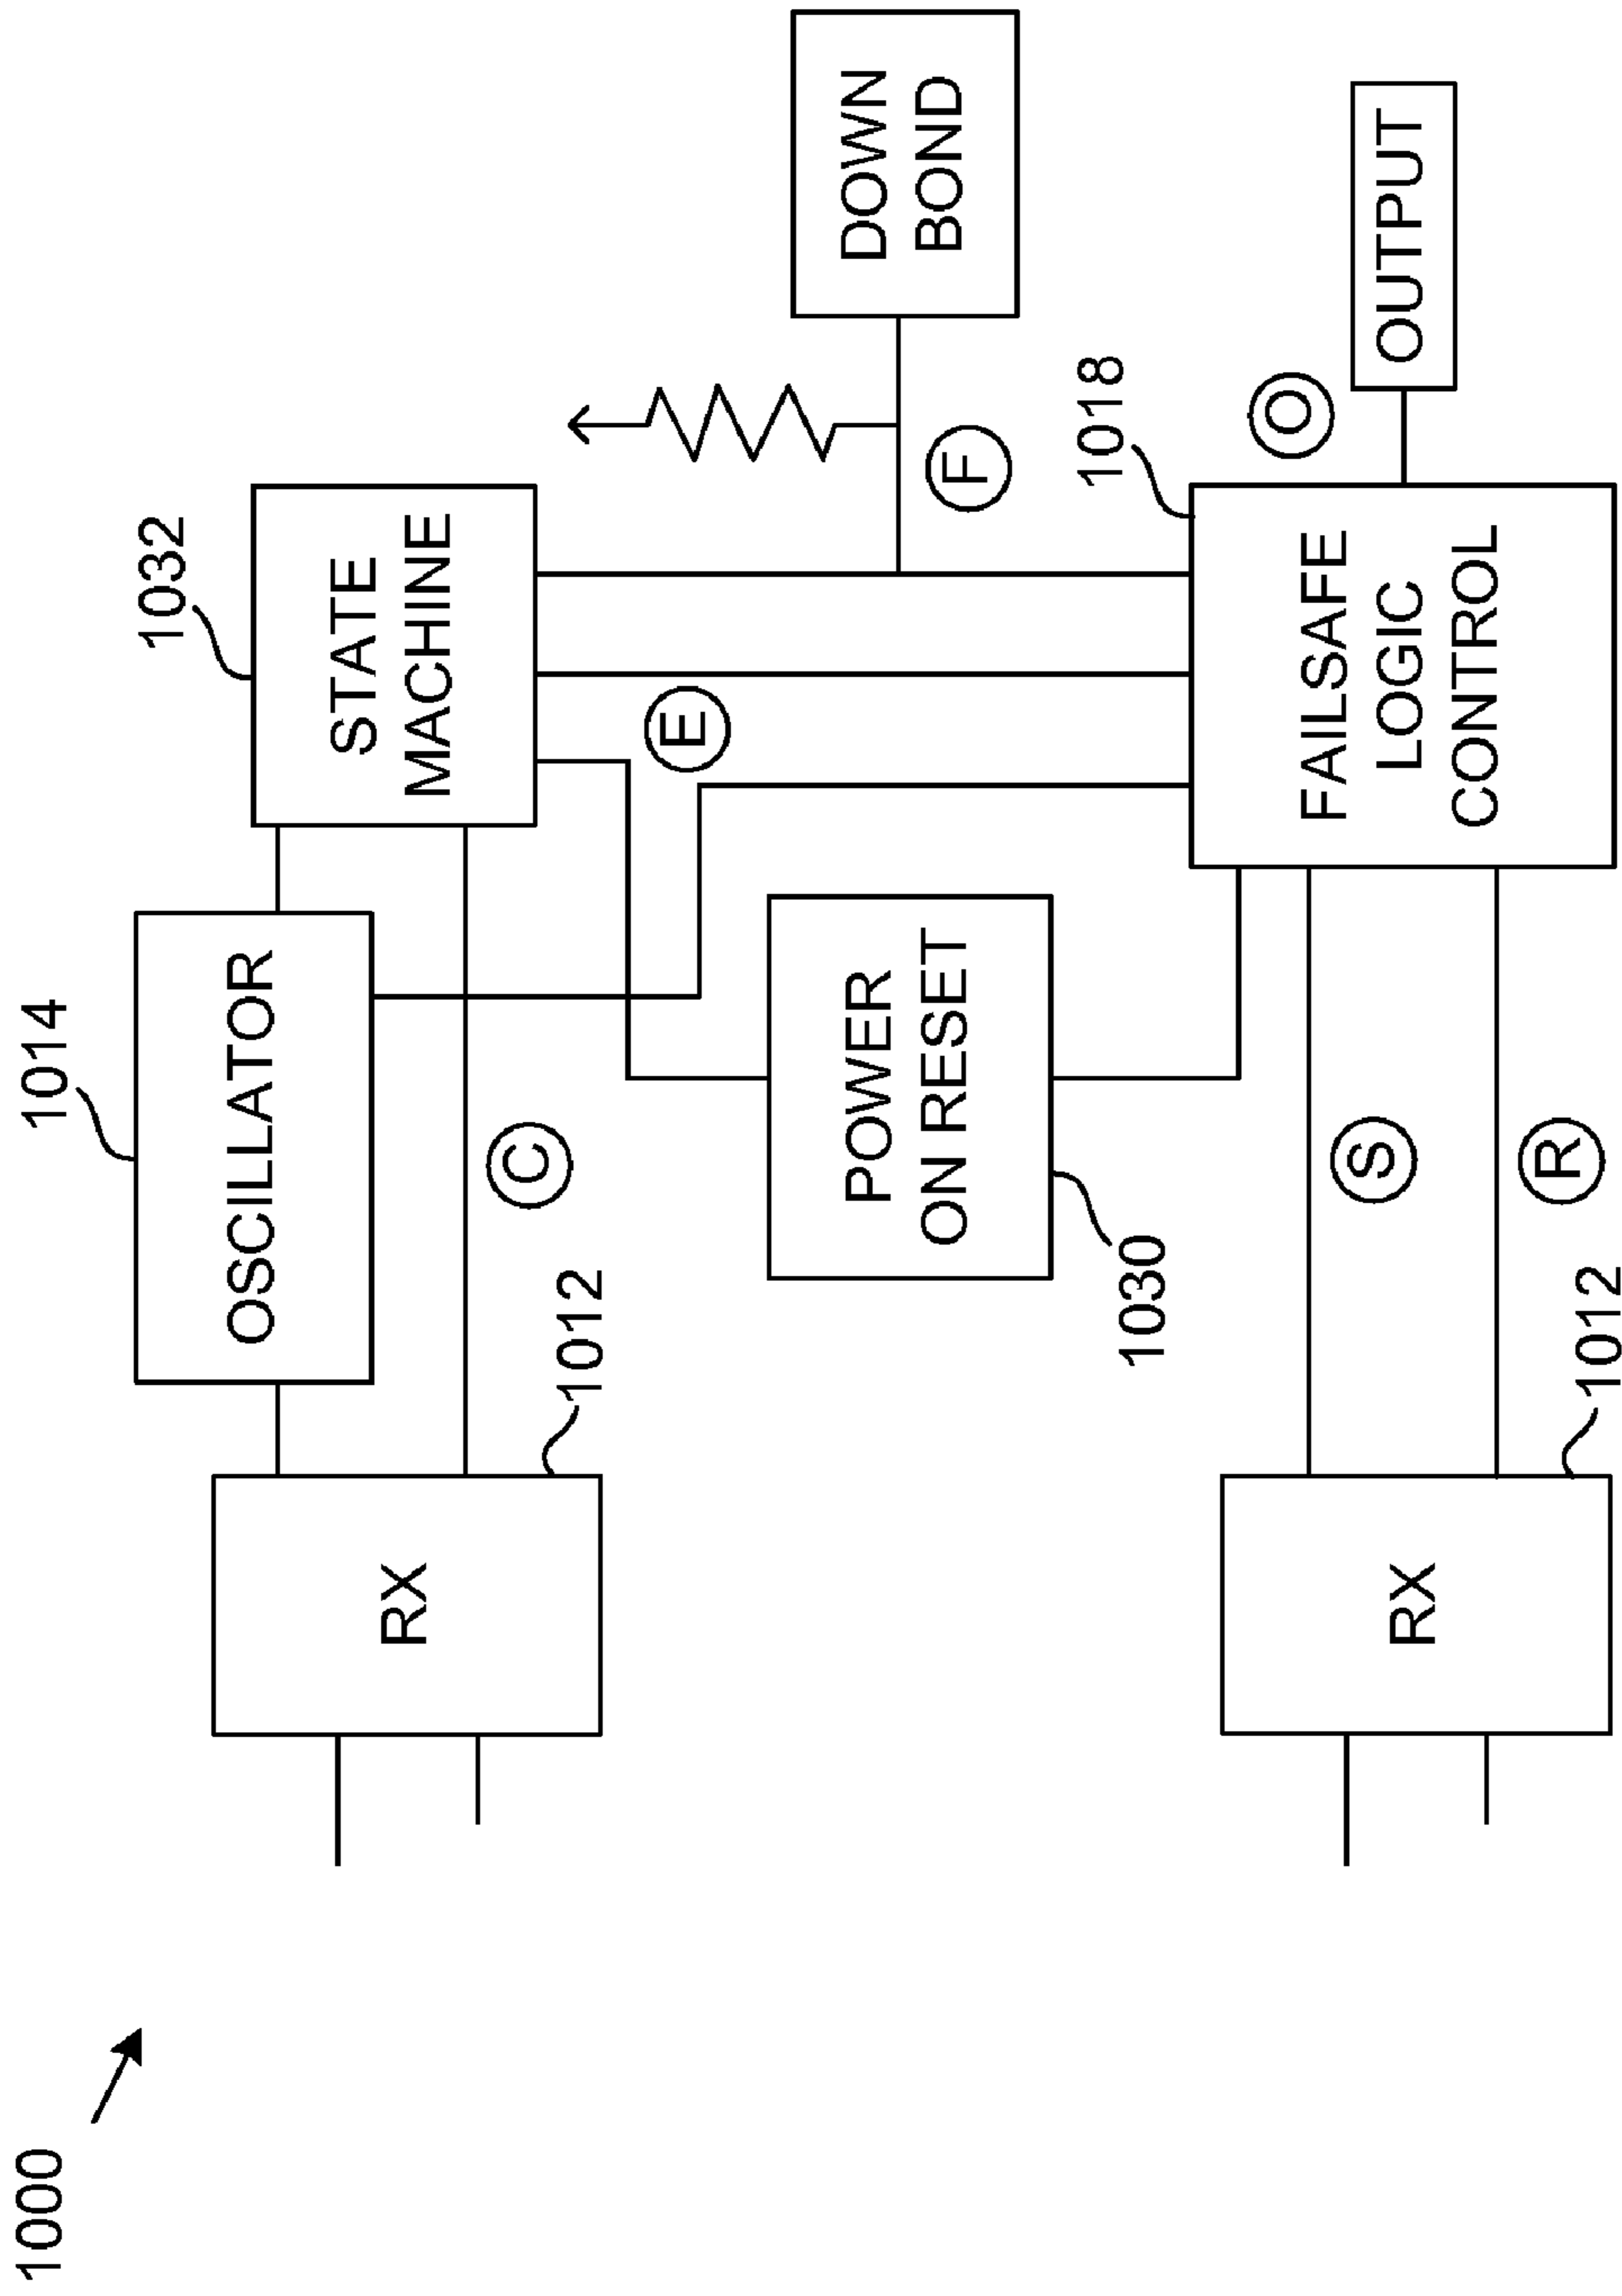 1000
1014
1032
OSCILLATOR
STATE
MACHINE
RX
1012
C
E
F
DOWN
BOND
POWER
ON RESET
1030
1018
O
S
R
FAILSAFE
LOGIC
CONTROL
OUTPUT
RX
1012